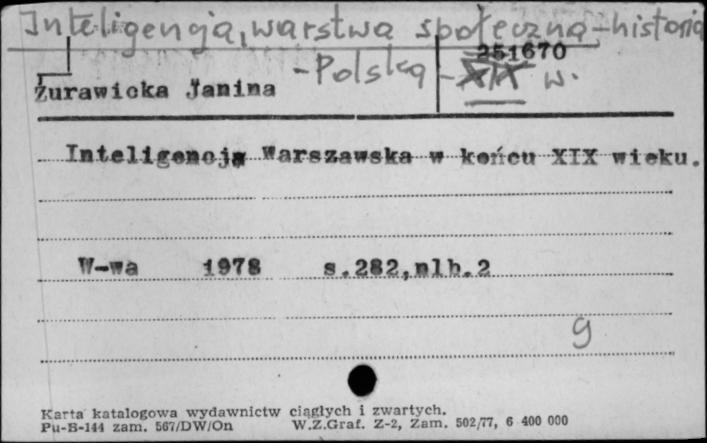 Inteligencja, warstwa społeczna - historia
251670
- Polska - XIX w.
Żurawicka Janina
Inteligencja Warszawska w końcu XIX wieku.
W-wa 1978 s.282,nlb.2
9
Karta katalogowa wydawnictw ciągłych i zwartych.
Pu-B-144 zam. 567/DW/On W.Z.Graf. Z-2, Zam. 502/77, 6 400 000